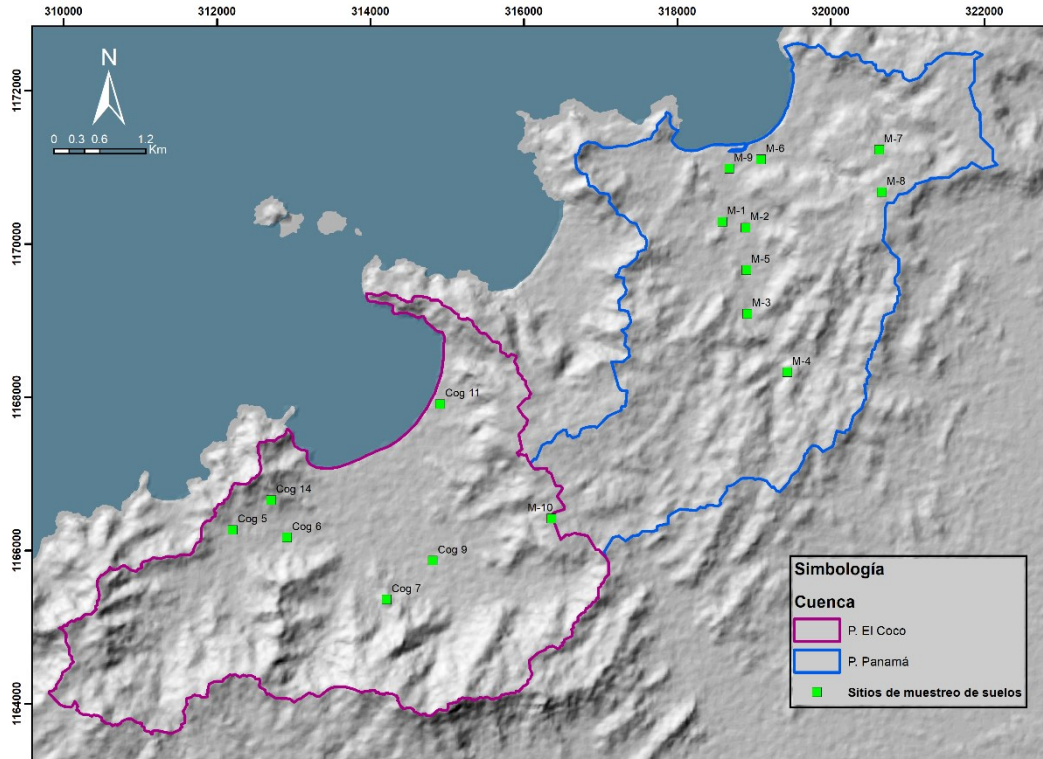 310000 312000 314000 316000 318000 320000 322000
N
0 0.3 0.6 1.2
Km
1172000
1170000
1168000
1166000
1164000
M-7
M-6
M-9
M-8
M-1
M-2
M-5
M-3
M-4
Cog 11
Cog 14
Cog 5
Cog 6
M-10
Cog 9
Cog 7
Simbología
Cuenca
P. El Coco
P. Panamá
Sitios de muestreo de suelos